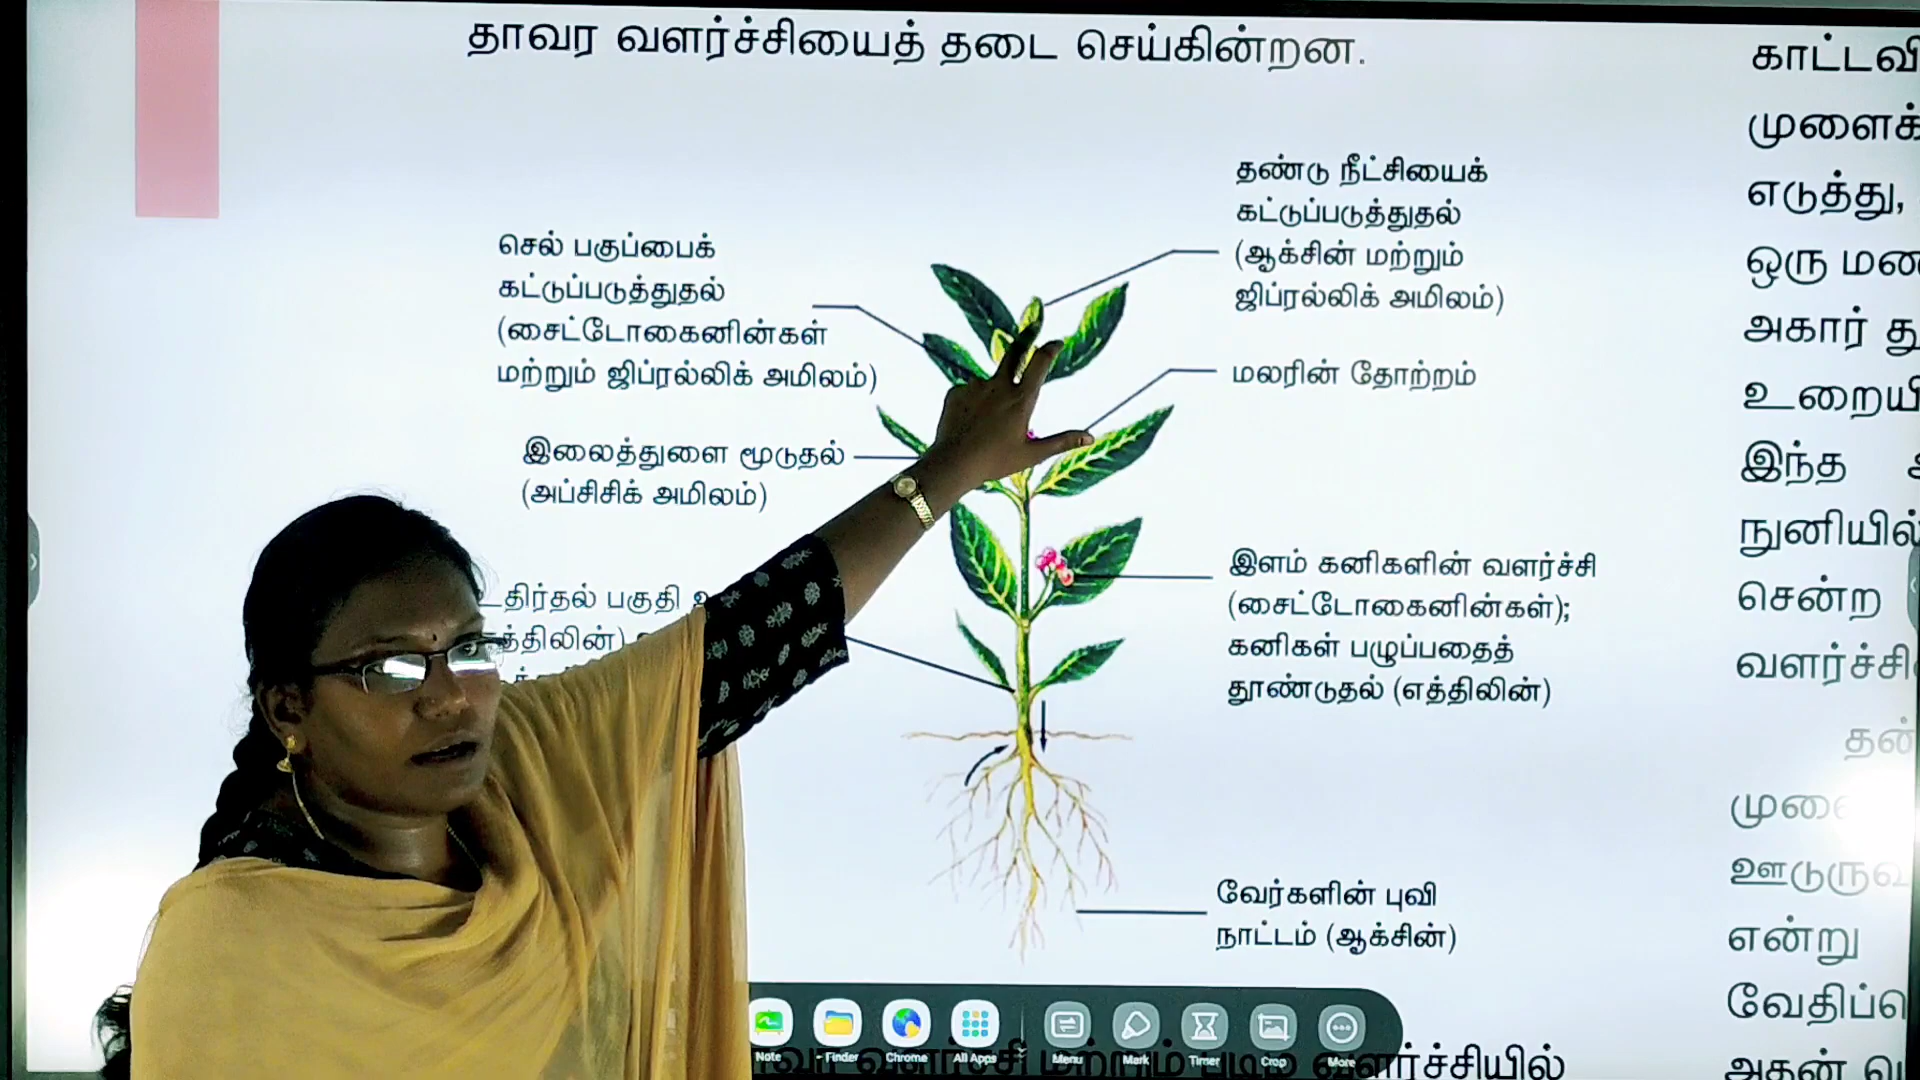 தாவர வளர்ச்சியைத் தடை செய்கின்றன.
செல் பகுப்பைக்
கட்டுப்படுத்துதல்
(சைட்டோகைனின்கள்
மற்றும் ஜிப்ரல்லிக் அமிலம்)
இலைத்துளை மூடுதல்
(அப்சிசிக் அமிலம்)
பகுதி
தண்டு நீட்சியைக்
கட்டுப்படுத்துதல்
(ஆக்சின் மற்றும்
ஜிப்ரல்லிக் அமிலம்)
மலரின் தோற்றம்
இளம் கனிகளின் வளர்ச்சி
(சைட்டோகைனின்கள்);
கனிகள் பழுப்பதைத்
தூண்டுதல் (எத்திலின்)
வேர்களின் புவி
நாட்டம் (ஆக்சின்)
எடுத்து,
ஒரு
அகார்
இந்த
சென்ற
என்று
அகன்
Note Finder Chrome All Apps Menu Mark Timer Crop More